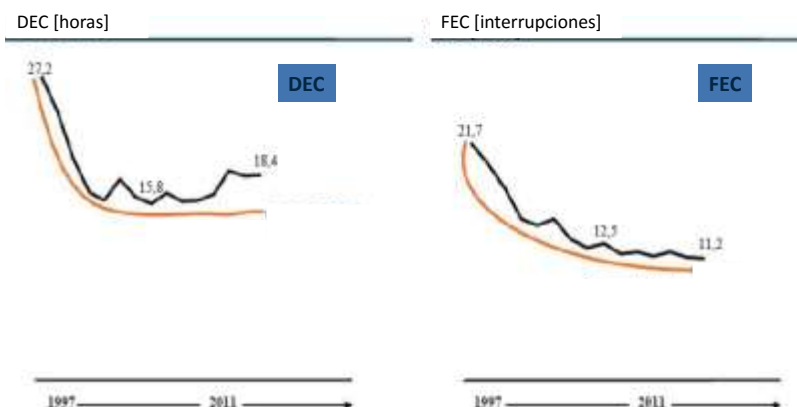 DEC [horas]
27,2
DEC
15,8
18,4
1997
2011
FEC [interrupciones]
FEC
21,7
12,5
11,2
1997
2011